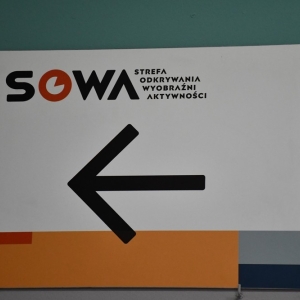 SOWA
STREFA
ODKRYWANIA
WYOBRAŹNI
AKTYWNOŚCI